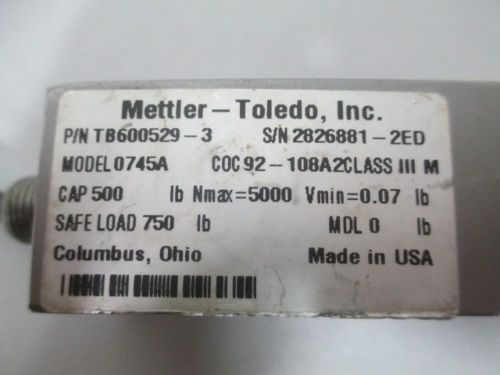 Mettler-Toledo, Inc.
P/N TB600529-3 S/N 2826881-2ED
MODEL 0745A COC 92-108A2 CLASS III M
CAP 500 lb Nmax=5000 Vmin=0.07 lb
SAFE LOAD 750 lb MDL 0 lb
Columbus, Ohio Made in USA